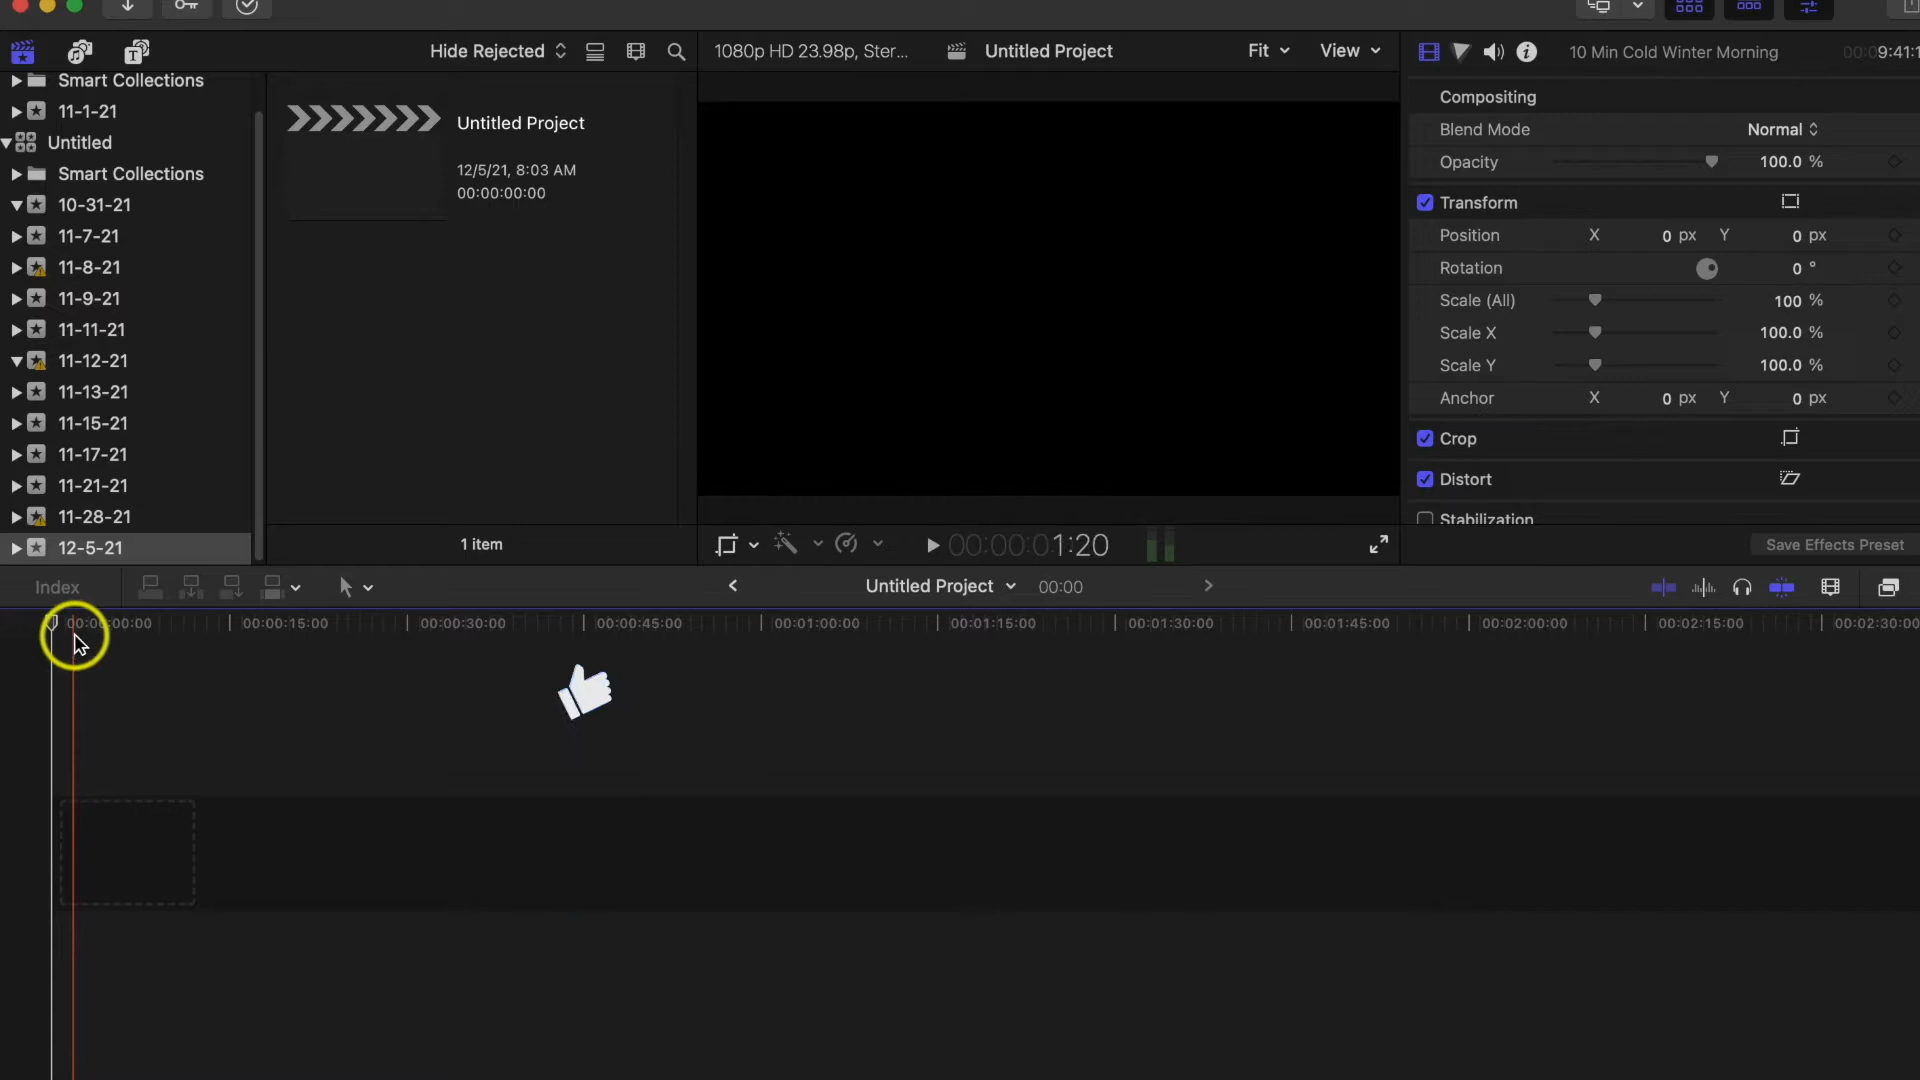 Hide Rejected
1080p HD 23.98p, Ster...
Untitled Project
Fit
View
10 Min Cold Winter Morning
9:41:1
Smart Collections
11-1-21
Untitled
Smart Collections
10-31-21
11-7-21
11-8-21
11-9-21
11-11-21
11-12-21
11-13-21
11-15-21
11-17-21
11-21-21
11-28-21
12-5-21
Untitled Project
12/5/21, 8:03 AM
00:00:00:00
1 item
00:00:01:20
Compositing
Blend Mode Normal
Opacity 100.0 %
Transform
Position X 0 px Y 0 px
Rotation 0 °
Scale (All) 100 %
Scale X 100.0 %
Scale Y 100.0 %
Anchor X 0 px Y 0 px
Crop
Distort
Stabilization
Save Effects Preset
Index
Untitled Project
00:00
00:00:00:00 00:00:15:00 00:00:30:00 00:00:45:00 00:01:00:00 00:01:15:00 00:01:30:00 00:01:45:00 00:02:00:00 00:02:15:00 00:02:30:00